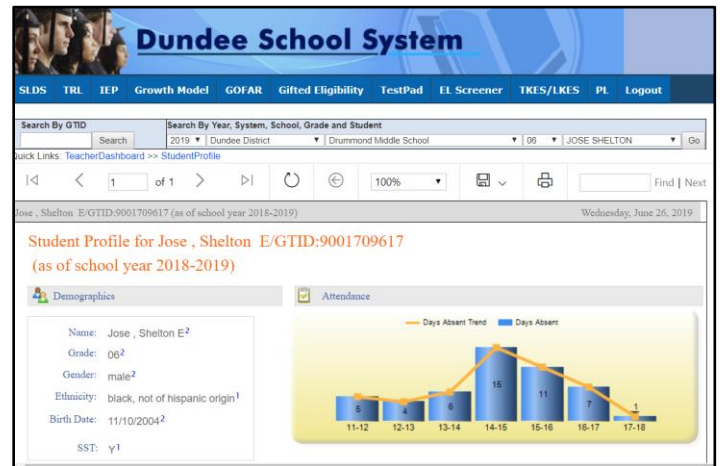 Dundee School System
SLDS TRL IEP Growth Model GOFAR Gifted Eligibility TestPad EL Screener TKES/LKES PL Logout
Search By GTID Search By Year, System, School, Grade and Student
Search 2019 Dundee District Drummond Middle School 06 JOSE SHELTON Go
Quick Links: TeacherDashboard >> StudentProfile
1 of 1 100% Find | Next
Jose , Shelton E/GTID:9001709617 (as of school year 2018-2019) Wednesday, June 26, 2019
Student Profile for Jose , Shelton E/GTID:9001709617
(as of school year 2018-2019)
Demographics
Name: Jose , Shelton E2
Grade: 062
Gender: male2
Ethnicity: black, not of hispanic origin1
Birth Date: 11/10/20042
SST: Y1
Attendance
Days Absent Trend Days Absent
5 4 6 15 11 7 1
11-12 12-13 13-14 14-15 15-16 16-17 17-18